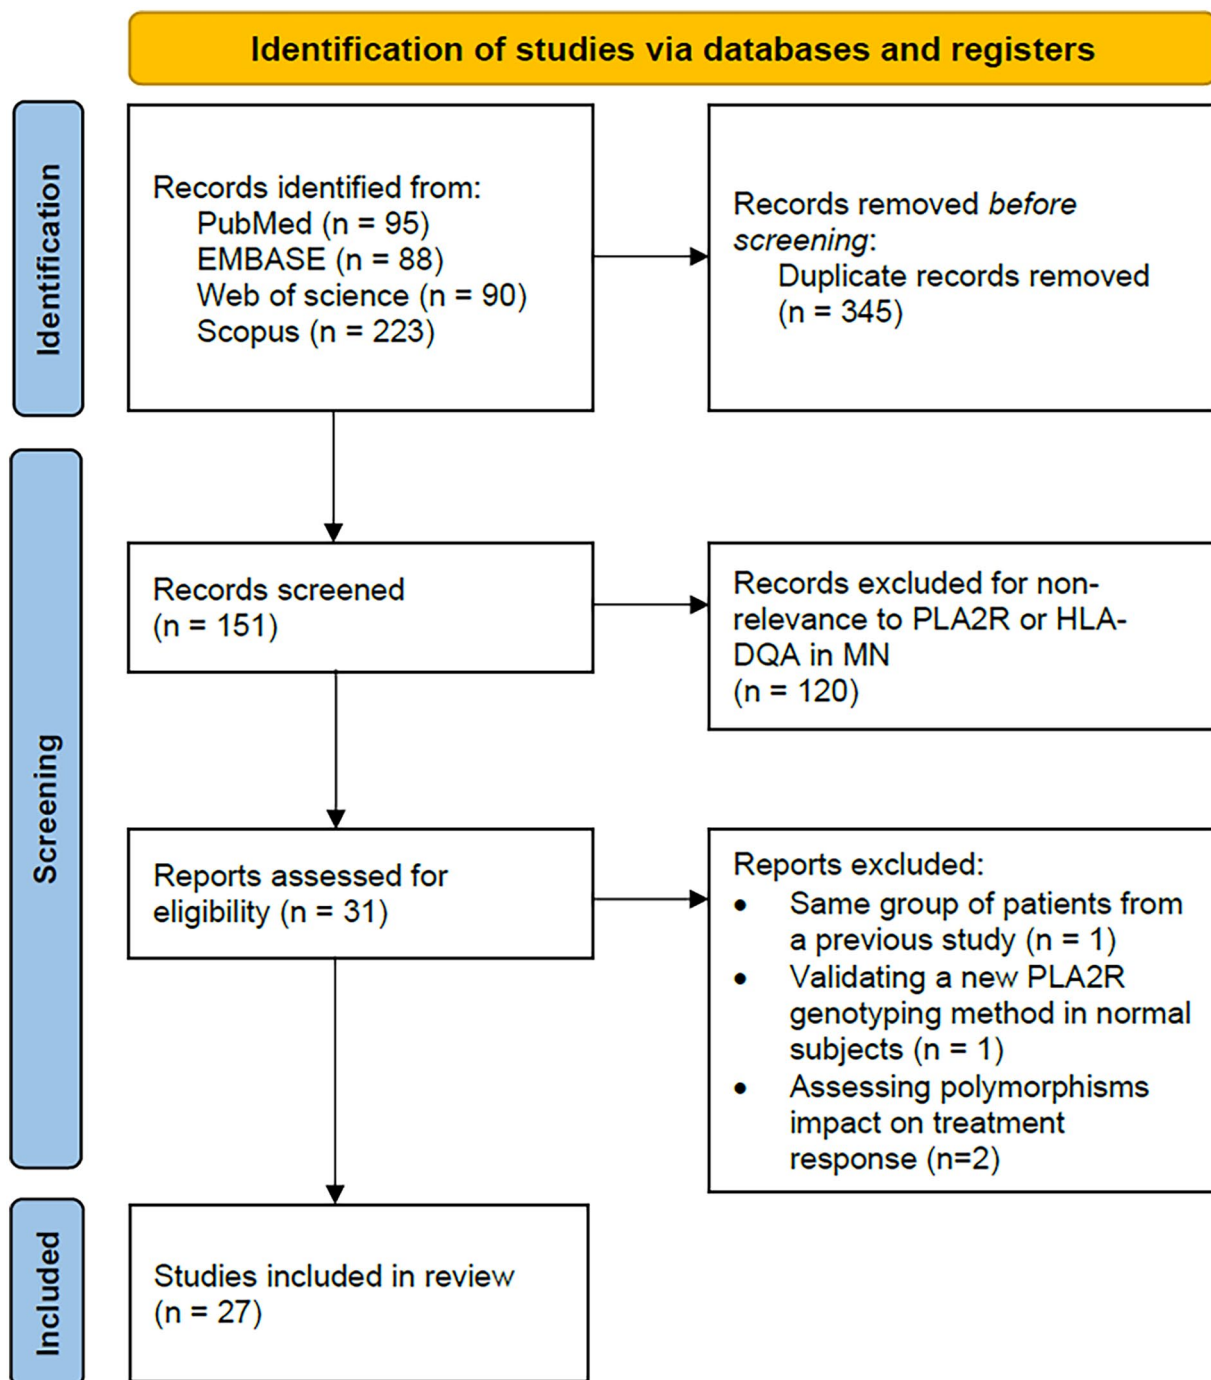 Identification of studies via databases and registers
Identification
Records identified from:
PubMed (n = 95)
EMBASE (n = 88)
Web of science (n = 90)
Scopus (n = 223)
Records removed before
screening:
Duplicate records removed
(n = 345)
Screening
Records screened
(n = 151)
Records excluded for non-
relevance to PLA2R or HLA-
DQA in MN
(n = 120)
Reports assessed for
eligibility (n = 31)
Reports excluded:
• Same group of patients from
a previous study (n = 1)
• Validating a new PLA2R
genotyping method in normal
subjects (n = 1)
• Assessing polymorphisms
impact on treatment
response (n=2)
Included
Studies included in review
(n = 27)